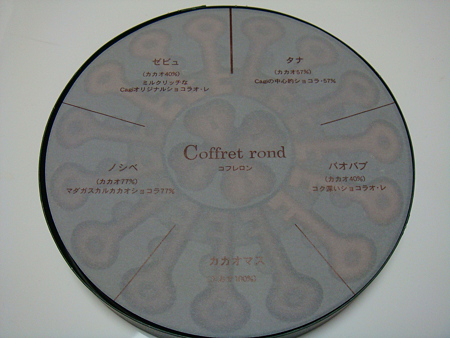 ゼビュ
(カカオ40%)
ミルクリッチな
Cagiオリジナルショコラオ・レ
タナ
(カカオ57%)
Cagiの中心的ショコラ・57%
Coffret rond
コフレロン
ノシベ
(カカオ77%)
マダガスカルカカオショコラ77%
バオバブ
(カカオ40%)
コク深いショコラオ・レ
カカオマス